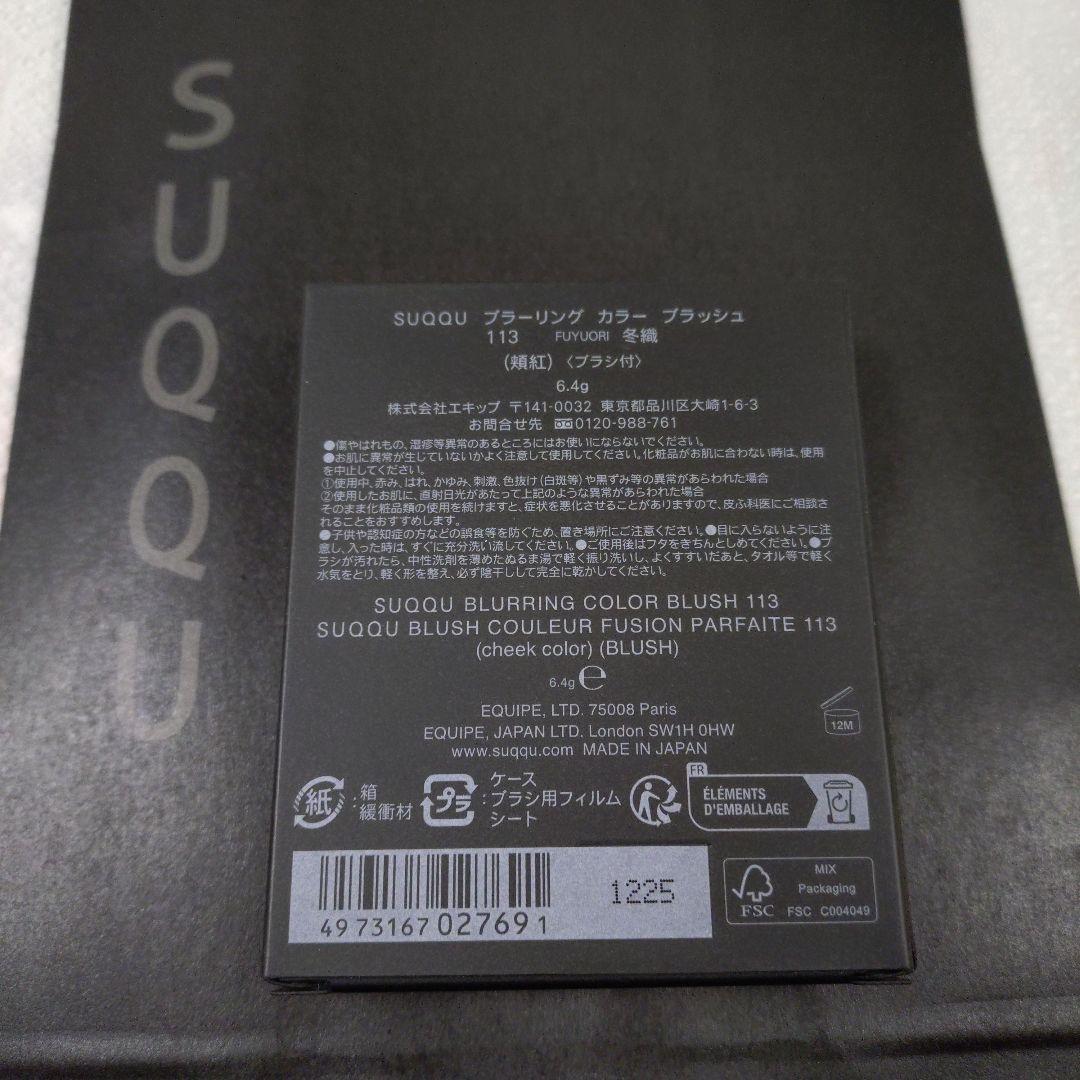 SUQQU
SUQQU ブラーリング カラー ブラッシュ
113 FUYUORI 冬織
(頬紅)〈ブラシ付〉
6.4g
株式会社エキップ 〒141-0032 東京都品川区大崎1-6-3
お問合せ先 0120-988-761
●傷やはれもの、湿疹等異常のあるところにはお使いにならないでください。
●お肌に異常が生じていないかよく注意して使用してください。化粧品がお肌に合わない時は、使用
を中止してください。
①使用中、赤み、はれ、かゆみ、刺激、色抜け(白斑等)や黒ずみ等の異常があらわれた場合
②使用したお肌に、直射日光があたって上記のような異常があらわれた場合
そのまま化粧品類の使用を続けますと、症状を悪化させることがありますので、皮ふ科医にご相談さ
れることをおすすめします。
●子供や認知症の方などの誤食等を防ぐため、置き場所にご注意ください。●目に入らないように注
意し、入った時は、すぐに充分洗い流してください。●ご使用後はフタをきちんとしめてください。●ブ
ラシが汚れたら、中性洗剤を薄めたぬるま湯で軽く振り洗いし、よくすすいだあと、タオル等で軽く
水気をとり、軽く形を整え、必ず陰干しして完全に乾かしてください。
SUQQU BLURRING COLOR BLUSH 113
SUQQU BLUSH COULEUR FUSION PARFAITE 113
(cheek color) (BLUSH)
6.4g ℮
EQUIPE, LTD. 75008 Paris
EQUIPE, JAPAN LTD. London SW1H 0HW
www.suqqu.com MADE IN JAPAN
12M
紙 : 箱
緩衝材
プラ : ケース
ブラシ用フィルム
シート
FR
ÉLÉMENTS
D'EMBALLAGE
4973167027691
1225
FSC
MIX
Packaging
FSC C004049